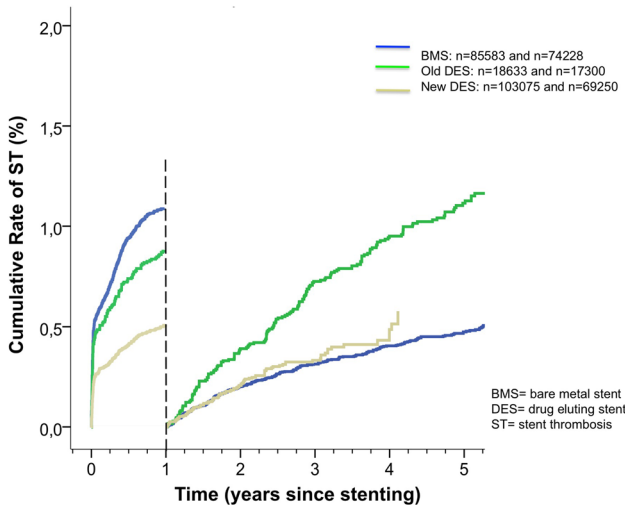 2,0
1,5
1,0
0,5
0,0
Cumulative Rate of ST (%)
BMS: n=85583 and n=74228
Old DES: n=18633 and n=17300
New DES: n=103075 and n=69250
BMS= bare metal stent
DES= drug eluting stent
ST= stent thrombosis
0 1 2 3 4 5
Time (years since stenting)